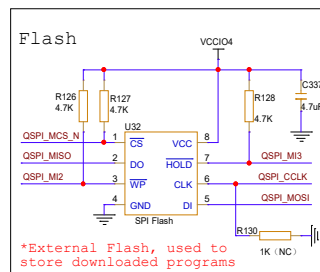 Flash
VCCIO4
R126
4.7K
R127
4.7K
R128
4.7K
C337
4.7uF
U32
QSPI_MCS_N
1
CS
VCC
8
QSPI_MISO
2
DO
HOLD
7
QSPI_MI3
QSPI_MI2
3
WP
CLK
6
QSPI_CCLK
4
GND
DI
5
QSPI_MOSI
SPI Flash
R130
1K (NC)
*External Flash, used to
store downloaded programs